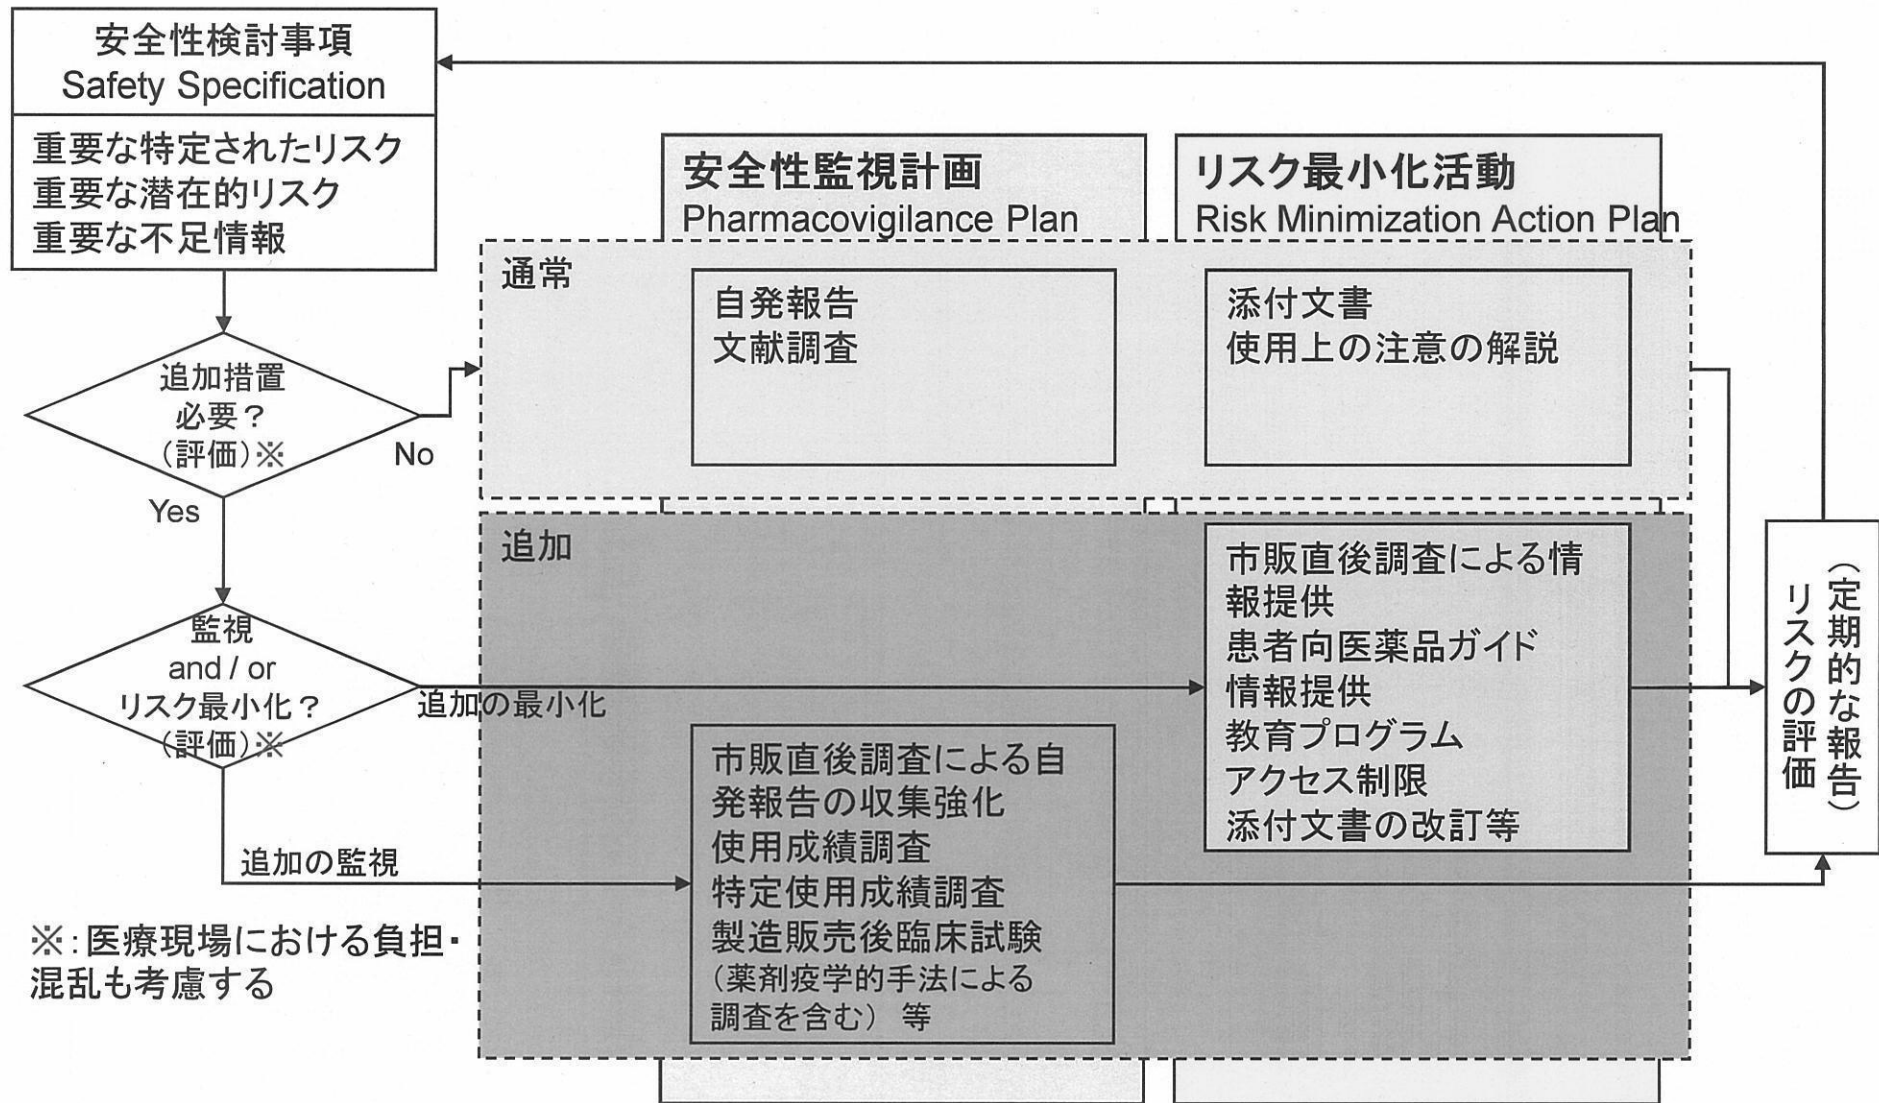 安全性検討事項
Safety Specification
重要な特定されたリスク
重要な潜在的リスク
重要な不足情報
追加措置
必要？
（評価）※
No
Yes
監視
and / or
リスク最小化？
（評価）※
追加の最小化
追加の監視
※：医療現場における負担・
混乱も考慮する
安全性監視計画
Pharmacovigilance Plan
リスク最小化活動
Risk Minimization Action Plan
通常
自発報告
文献調査
添付文書
使用上の注意の解説
追加
市販直後調査による自
発報告の収集強化
使用成績調査
特定使用成績調査
製造販売後臨床試験
（薬剤疫学的手法による
調査を含む） 等
市販直後調査による情
報提供
患者向医薬品ガイド
情報提供
教育プログラム
アクセス制限
添付文書の改訂等
（定期的な報告）
リスクの評価